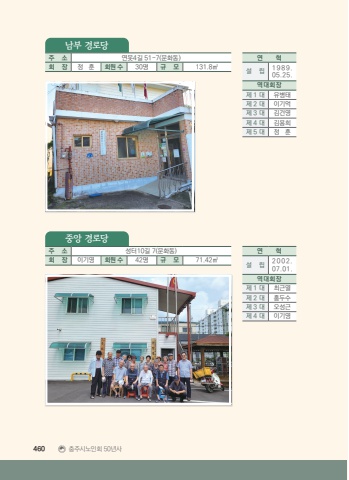 남부 경로당
주 소 연못4길 51-7(문화동)
회 장 정 훈 회원수 30명 규 모 131.8㎡
연 혁
설 립 1989. 05.25.
역대회장
제1대 유병태
제2대 이기억
제3대 김건영
제4대 김용희
제5대 정 훈
중앙 경로당
주 소 성터10길 7(문화동)
회 장 이기영 회원수 42명 규 모 71.42㎡
연 혁
설 립 2002. 07.01.
역대회장
제1대 최근열
제2대 홍두수
제3대 오성근
제4대 이기영
460 충주시노인회 50년사